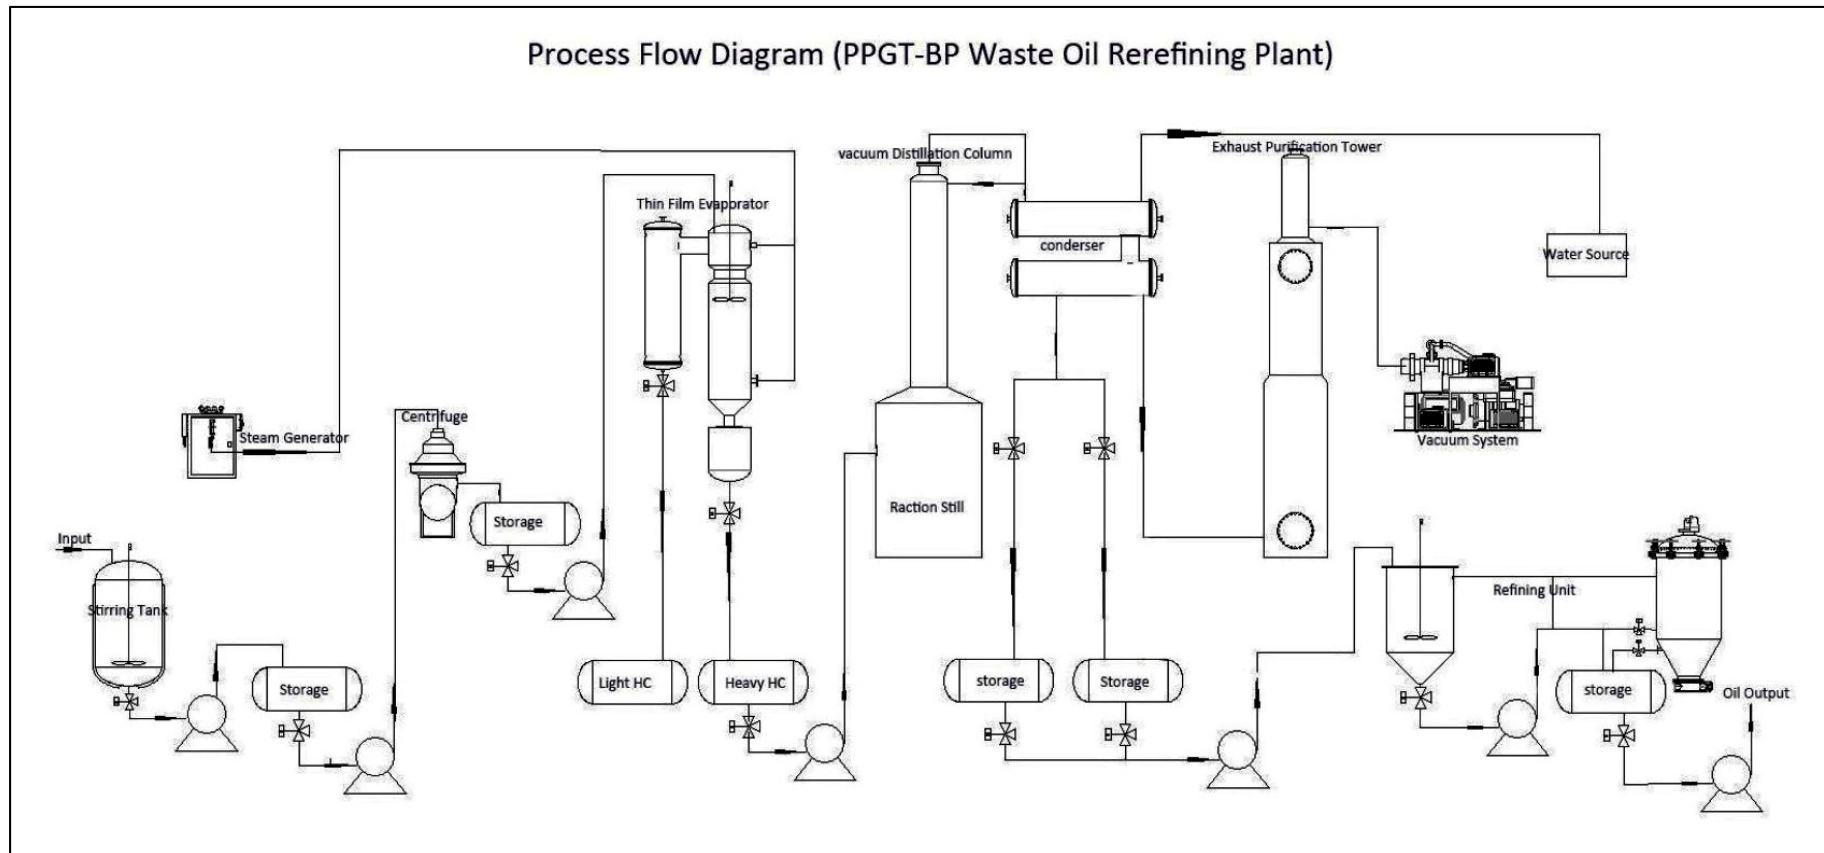 Process Flow Diagram (PPGT-BP Waste Oil Rerefining Plant)
vacuum Distillation Column
Exhaust Purification Tower
Thin Film Evaporator
conderser
Water Source
Centrifuge
Steam Generator
Vacuum System
Raction Still
Storage
Input
Stirring Tank
Refining Unit
Storage
Light HC
Heavy HC
storage
Storage
storage
Oil Output